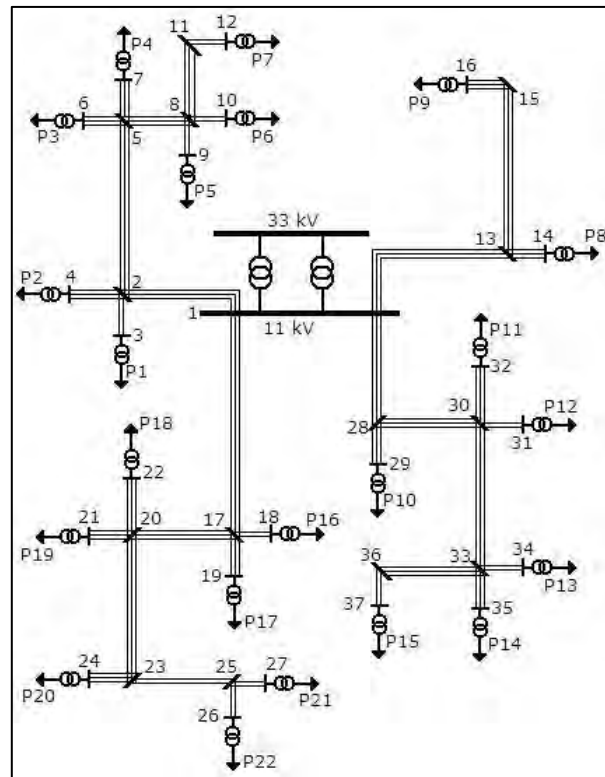 11 12
P4 16
7 P7 P9 15
6 8 10
P3 5 P6
9
P5
33 kV
13 14 P8
P2 4 2
1 11 kV
3 P11
P1 32
30 P12
P18 28 31
22 29
P10
21 20 17 18 P16
P19 19 36 33 34
P17 37 35 P13
24 23 25 27 P15 P14
P20 26 P21
P22